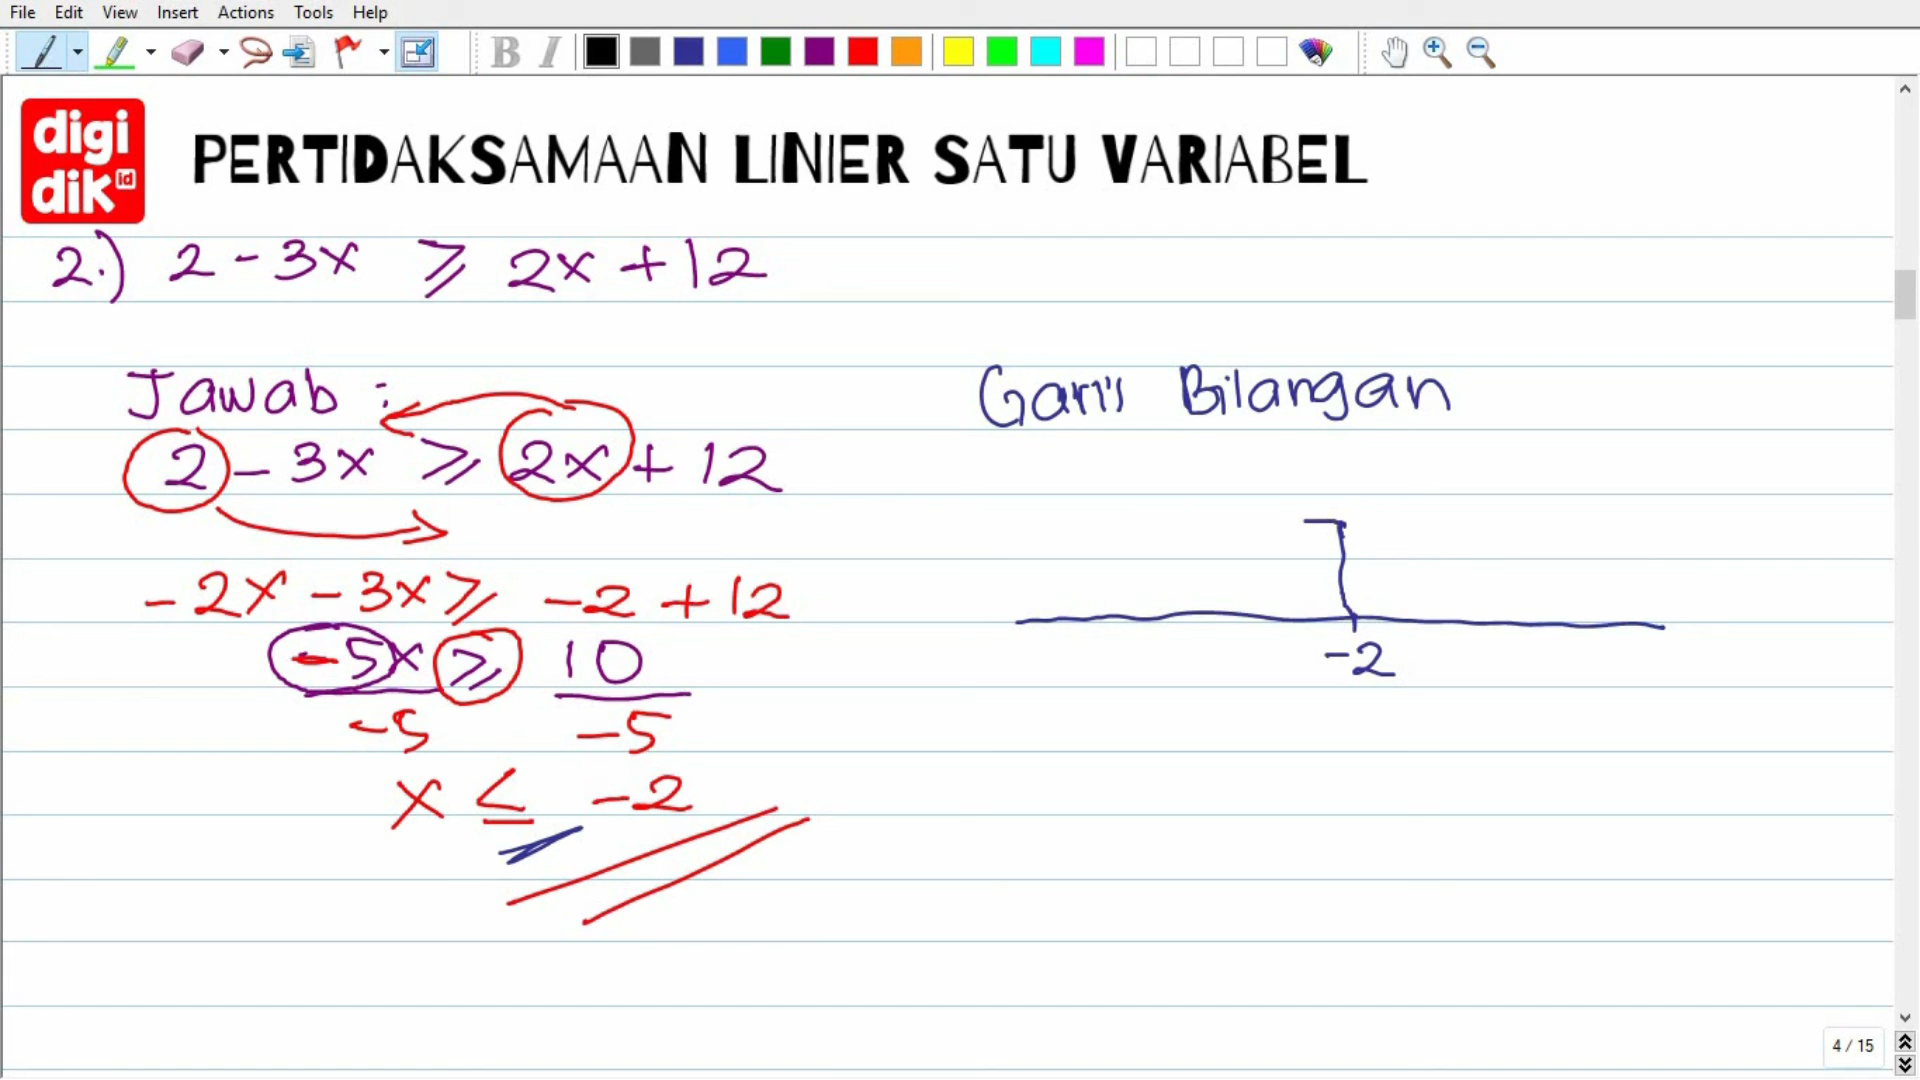 File Edit View Insert Actions Tools Help
B I
digi dik id
PERTIDAKSAMAAN LINIER SATU VARIABEL
2.) 2 - 3x ≥ 2x + 12
Jawab :
2 - 3x ≥ 2x + 12
-2x - 3x ≥ -2 + 12
-5x ≥ 10
-5 -5
x ≤ -2
Garis Bilangan
-2
4 / 15